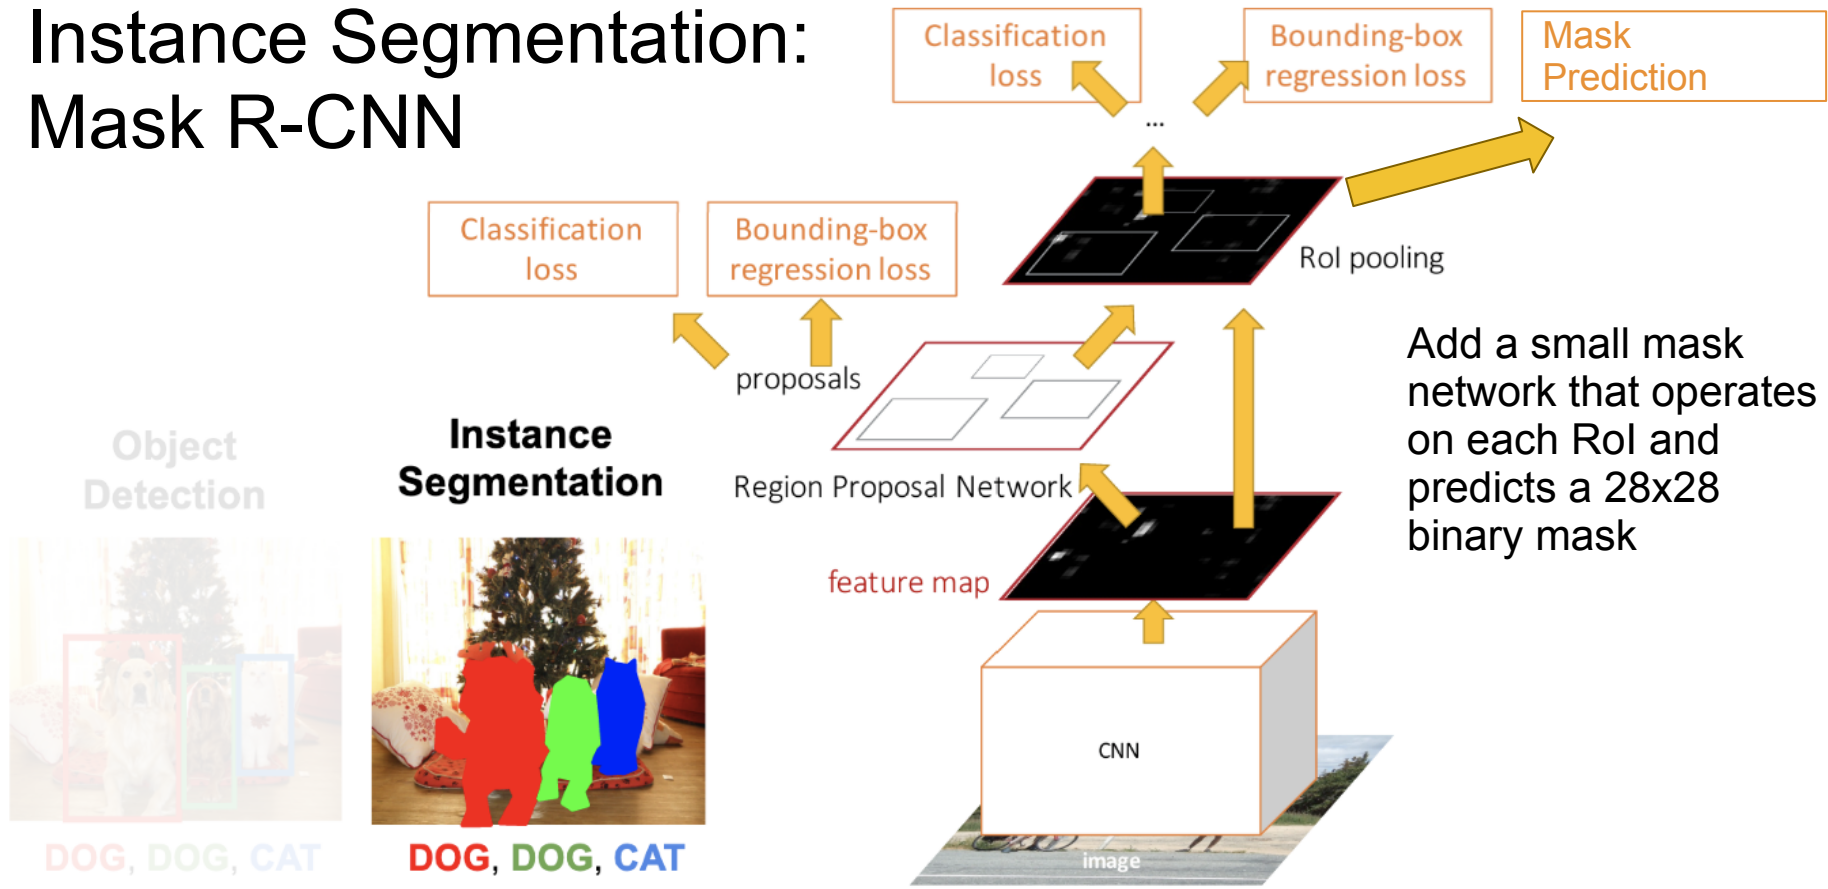 Instance Segmentation:
Mask R-CNN
Classification
loss
Bounding-box
regression loss
Mask
Prediction
...
Classification
loss
Bounding-box
regression loss
RoI pooling
proposals
Region Proposal Network
feature map
CNN
image
Add a small mask
network that operates
on each RoI and
predicts a 28x28
binary mask
Object
Detection
DOG, DOG, CAT
Instance
Segmentation
DOG, DOG, CAT